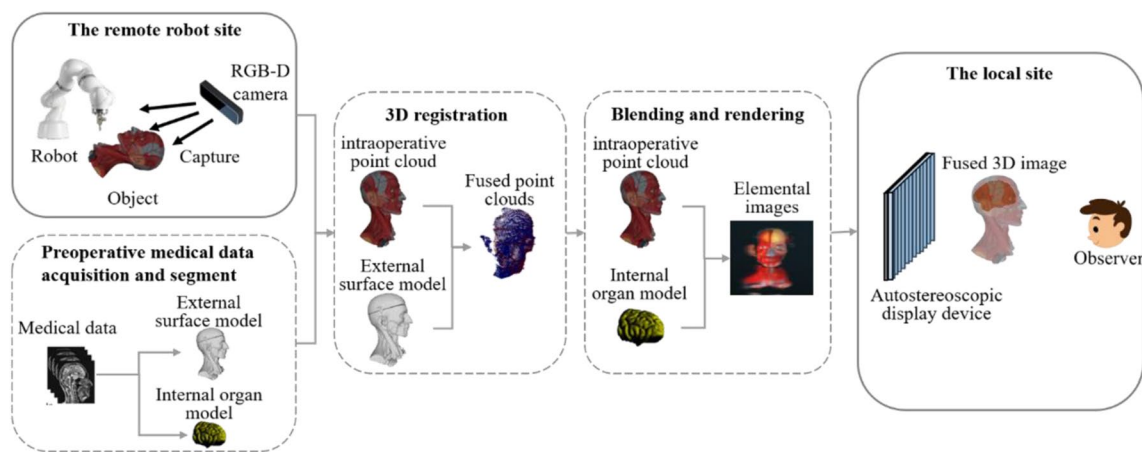 The remote robot site
RGB-D
camera
Robot
Capture
Object
Preoperative medical data
acquisition and segment
External
surface model
Medical data
Internal organ
model
3D registration
intraoperative
point cloud
Fused point
clouds
External
surface model
Blending and rendering
intraoperative
point cloud
Elemental
images
Internal
organ model
The local site
Fused 3D image
Observer
Autostereoscopic
display device